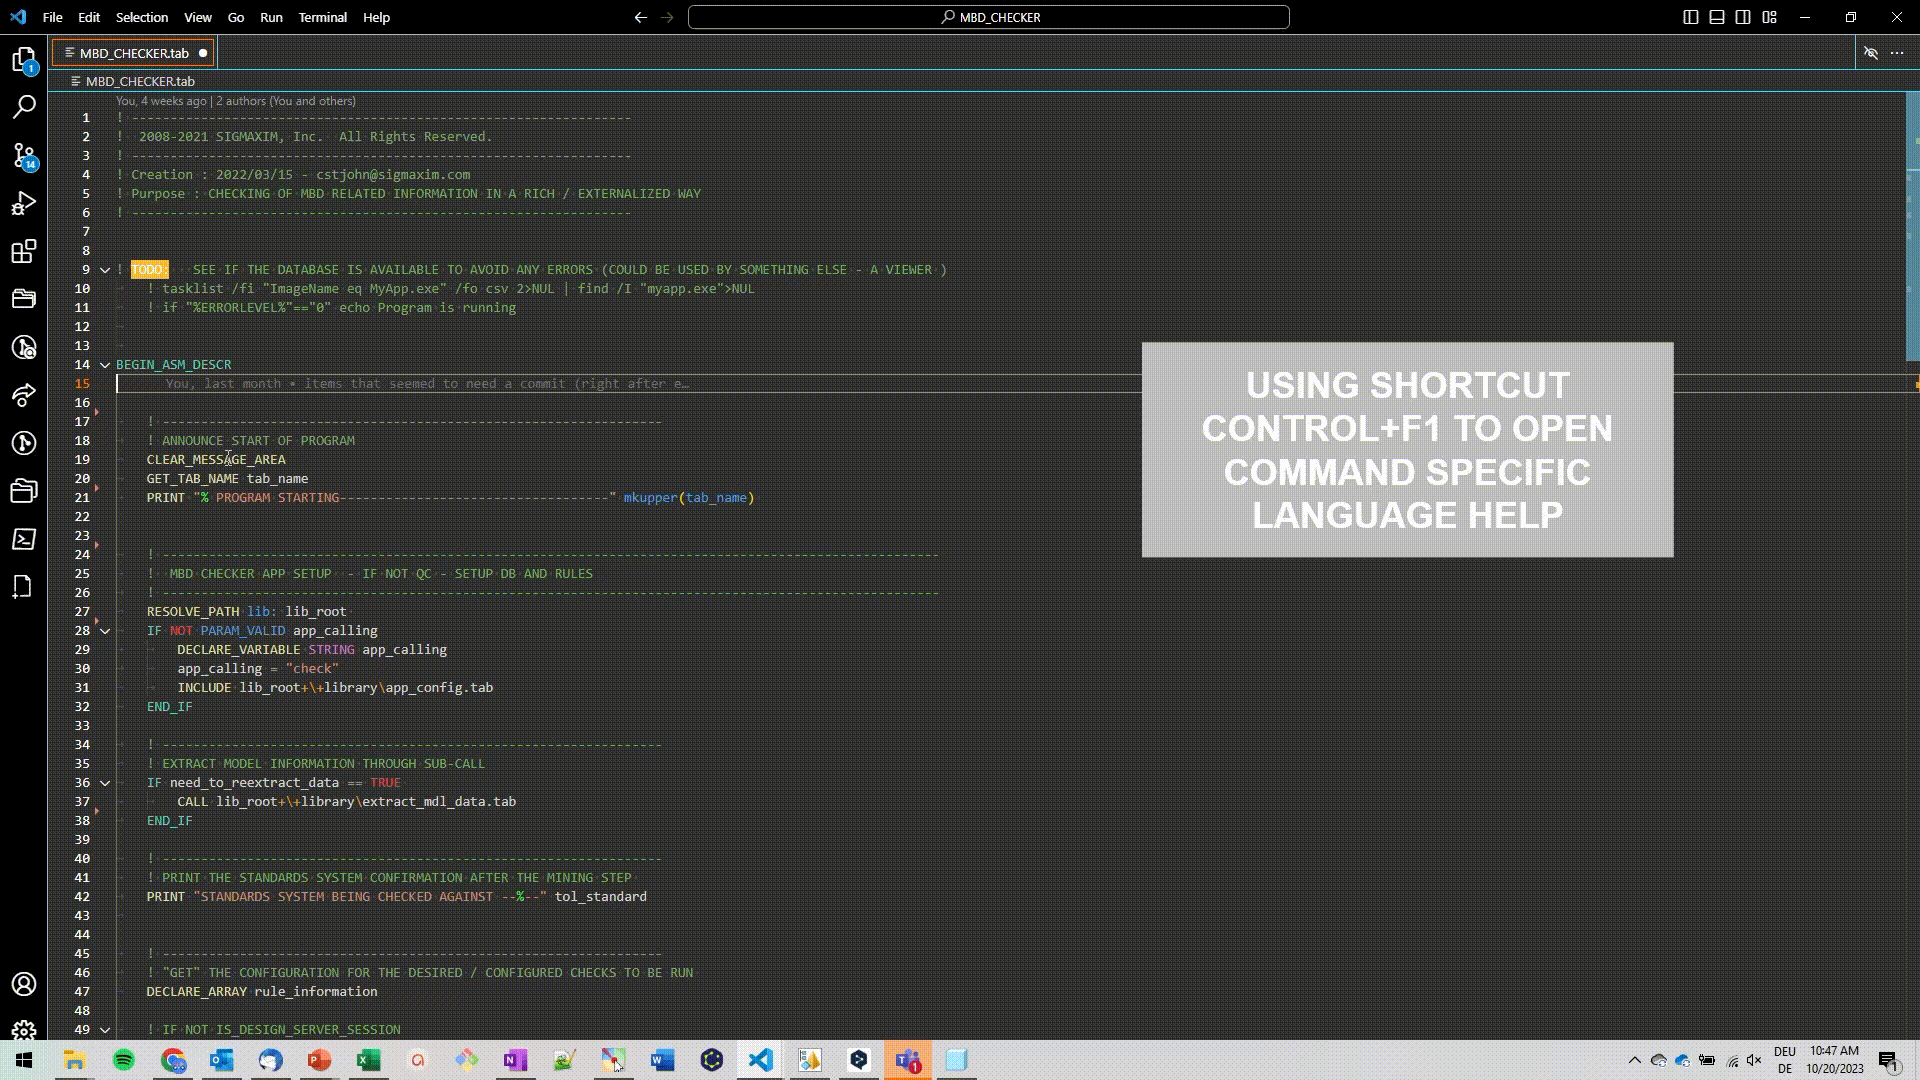 File Edit Selection View Go Run Terminal Help
MBD_CHECKER
MBD_CHECKER.tab
MBD_CHECKER.tab
You, 4 weeks ago | 2 authors (You and others)
1 ! -----------------------------------------------------------------
2 ! 2008-2021 SIGMAXIM, Inc. All Rights Reserved.
3 ! -----------------------------------------------------------------
4 ! Creation : 2022/03/15 - cstjohn@sigmaxim.com
5 ! Purpose : CHECKING OF MBD RELATED INFORMATION IN A RICH / EXTERNALIZED WAY
6 ! -----------------------------------------------------------------
7
8
9 ! TODO: SEE IF THE DATABASE IS AVAILABLE TO AVOID ANY ERRORS (COULD BE USED BY SOMETHING ELSE - A VIEWER )
10 ! tasklist /fi "ImageName eq MyApp.exe" /fo csv 2>NUL | find /I "myapp.exe">NUL
11 ! if "%ERRORLEVEL%"=="0" echo Program is running
12
13
14 BEGIN_ASM_DESCR
15 You, last month • items that seemed to need a commit (right after e…
16
17 ! -----------------------------------------------------------------
18 ! ANNOUNCE START OF PROGRAM
19 CLEAR_MESSAGE_AREA
20 GET_TAB_NAME tab_name
21 PRINT "% PROGRAM STARTING-----------------------------------" mkupper(tab_name)
22
23
24 ! -----------------------------------------------------------------------------------------------------
25 ! MBD CHECKER APP SETUP - IF NOT QC - SETUP DB AND RULES
26 ! -----------------------------------------------------------------------------------------------------
27 RESOLVE_PATH lib: lib_root
28 IF NOT PARAM_VALID app_calling
29 DECLARE_VARIABLE STRING app_calling
30 app_calling = "check"
31 INCLUDE lib_root+\+library\app_config.tab
32 END_IF
33
34 ! -----------------------------------------------------------------
35 ! EXTRACT MODEL INFORMATION THROUGH SUB-CALL
36 IF need_to_reextract_data == TRUE
37 CALL lib_root+\+library\extract_mdl_data.tab
38 END_IF
39
40 ! -----------------------------------------------------------------
41 ! PRINT THE STANDARDS SYSTEM CONFIRMATION AFTER THE MINING STEP
42 PRINT "STANDARDS SYSTEM BEING CHECKED AGAINST --%--" tol_standard
43
44
45 ! -----------------------------------------------------------------
46 ! "GET" THE CONFIGURATION FOR THE DESIRED / CONFIGURED CHECKS TO BE RUN
47 DECLARE_ARRAY rule_information
48
49 ! IF NOT IS_DESIGN_SERVER_SESSION
USING SHORTCUT
CONTROL+F1 TO OPEN
COMMAND SPECIFIC
LANGUAGE HELP
1
14
1
DEU
DE
10:47 AM
10/20/2023
1